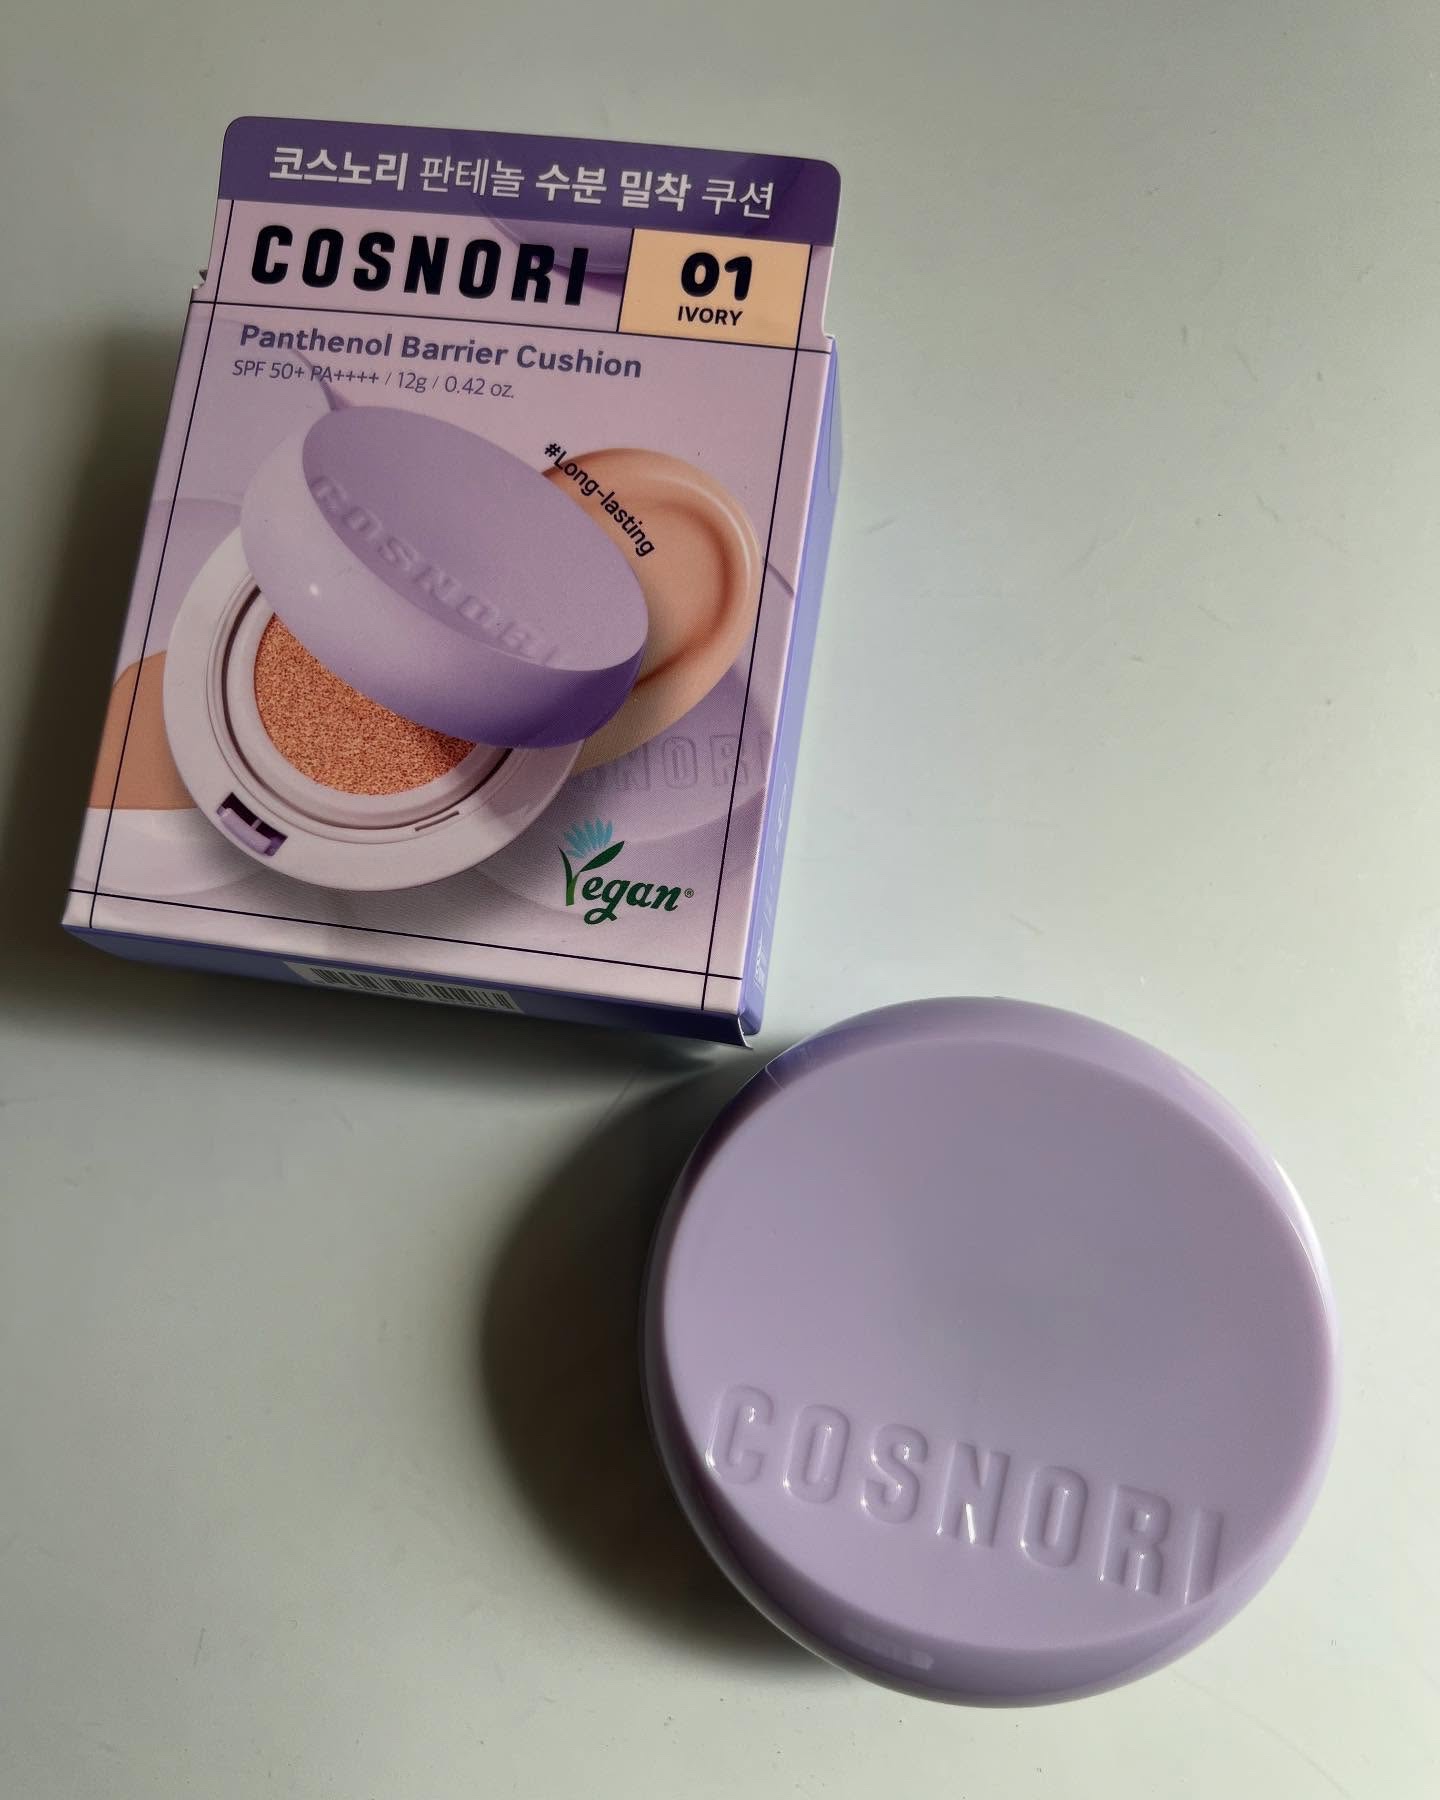 코스노리 판테놀 수분 밀착 쿠션
COSNORI
01
IVORY
Panthenol Barrier Cushion
SPF 50+ PA++++ / 12g / 0.42 oz.
#Long-lasting
COSNORI
NORI
Vegan®
COSNORI